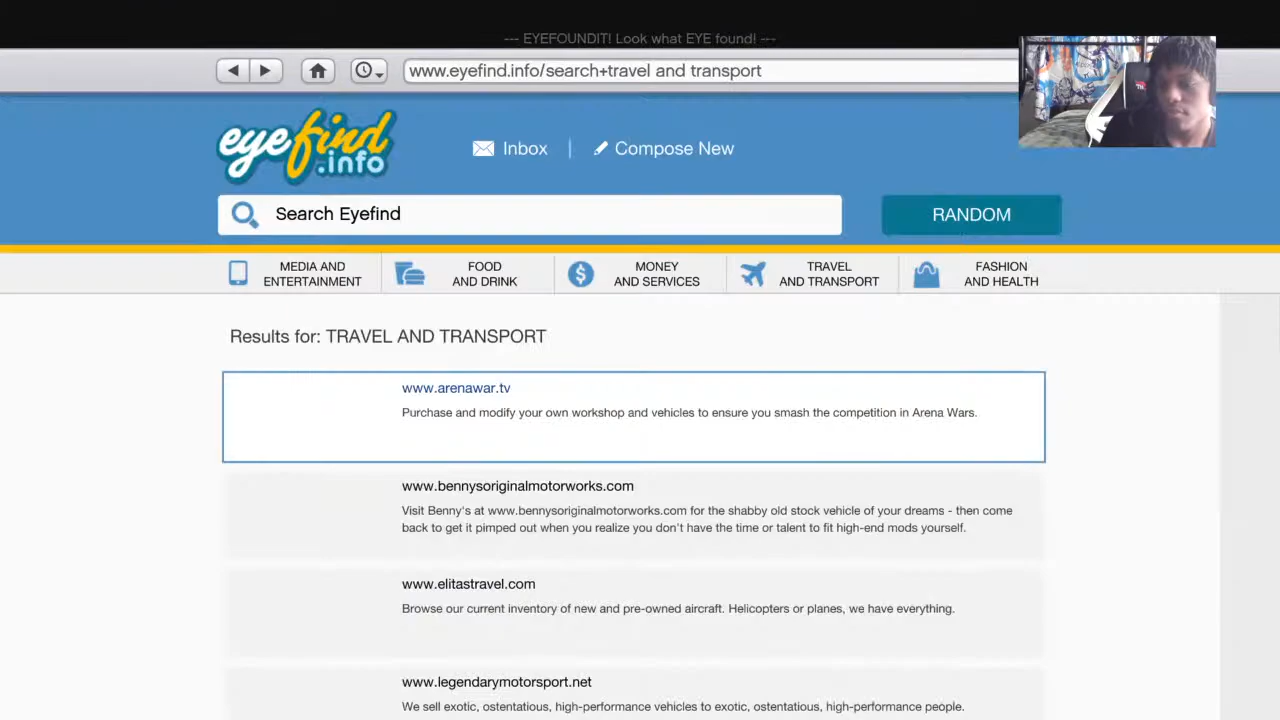 --- EYEFOUNDIT! Look what EYE found! ---
www.eyefind.info/search+travel and transport
eyefind
.info
Inbox
Compose New
Search Eyefind
RANDOM
MEDIA AND
ENTERTAINMENT
FOOD
AND DRINK
MONEY
AND SERVICES
TRAVEL
AND TRANSPORT
FASHION
AND HEALTH
Results for: TRAVEL AND TRANSPORT
www.arenawar.tv
Purchase and modify your own workshop and vehicles to ensure you smash the competition in Arena Wars.
www.bennysoriginalmotorworks.com
Visit Benny's at www.bennysoriginalmotorworks.com for the shabby old stock vehicle of your dreams - then come
back to get it pimped out when you realize you don't have the time or talent to fit high-end mods yourself.
www.elitastravel.com
Browse our current inventory of new and pre-owned aircraft. Helicopters or planes, we have everything.
www.legendarymotorsport.net
We sell exotic, ostentatious, high-performance vehicles to exotic, ostentatious, high-performance people.